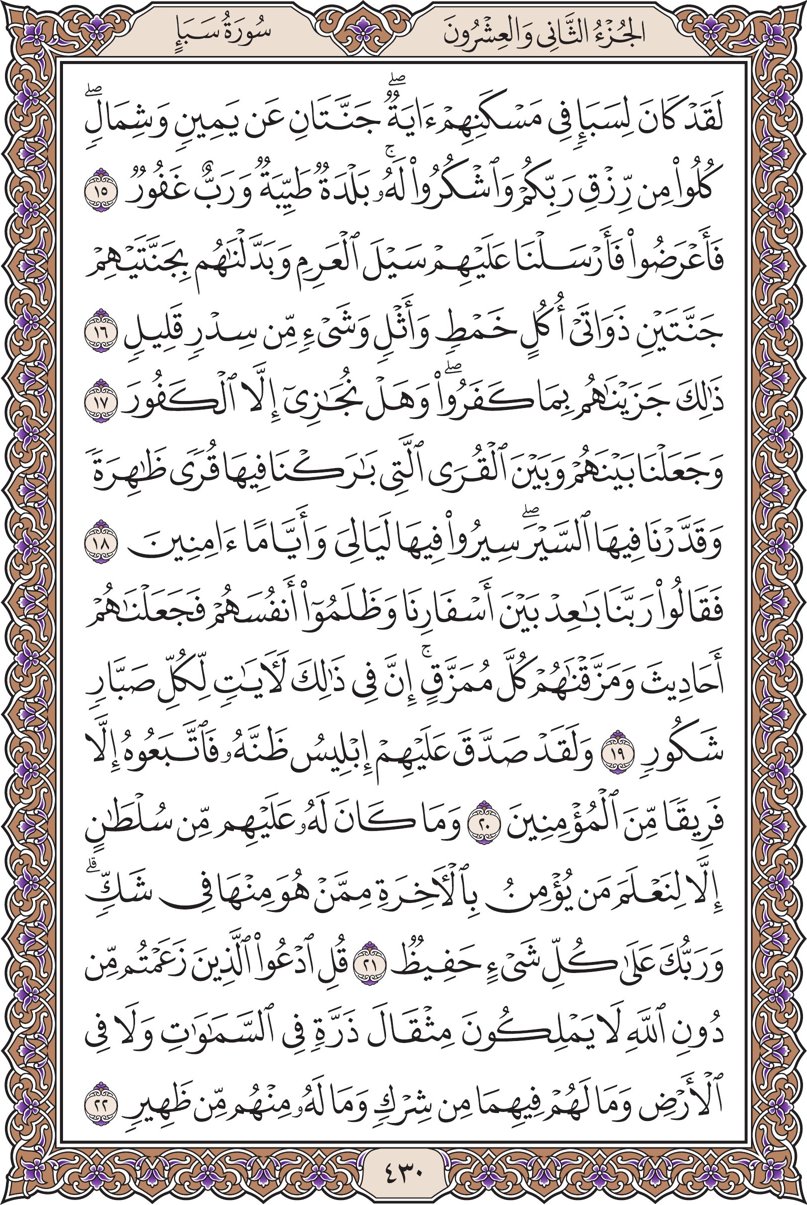 الجُزْءُ الثَّانِي وَالعِشْرُونَ
سُورَةُ سَبَإٍ
لَقَدْ كَانَ لِسَبَإٖ فِي مَسۡكَنِهِمۡ ءَايَةٞۖ جَنَّتَانِ عَن يَمِينٖ وَشِمَالٖۖ
كُلُواْ مِن رِّزۡقِ رَبِّكُمۡ وَٱشۡكُرُواْ لَهُۥۚ بَلۡدَةٞ طَيِّبَةٞ وَرَبٌّ غَفُورٞ ١٥
فَأَعۡرَضُواْ فَأَرۡسَلۡنَا عَلَيۡهِمۡ سَيۡلَ ٱلۡعَرِمِ وَبَدَّلۡنَٰهُم بِجَنَّتَيۡهِمۡ
جَنَّتَيۡنِ ذَوَاتَيۡ أُكُلٍ خَمۡطٖ وَأَثۡلٖ وَشَيۡءٖ مِّن سِدۡرٖ قَلِيلٖ ١٦
ذَٰلِكَ جَزَيۡنَٰهُم بِمَا كَفَرُواْۖ وَهَلۡ نُجَٰزِيٓ إِلَّا ٱلۡكَفُورَ ١٧
وَجَعَلۡنَا بَيۡنَهُمۡ وَبَيۡنَ ٱلۡقُرَى ٱلَّتِي بَٰرَكۡنَا فِيهَا قُرٗى ظَٰهِرَةٗ
وَقَدَّرۡنَا فِيهَا ٱلسَّيۡرَۖ سِيرُواْ فِيهَا لَيَالِيَ وَأَيَّامًا ءَامِنِينَ ١٨
فَقَالُواْ رَبَّنَا بَٰعِدۡ بَيۡنَ أَسۡفَارِنَا وَظَلَمُوٓاْ أَنفُسَهُمۡ فَجَعَلۡنَٰهُمۡ
أَحَادِيثَ وَمَزَّقۡنَٰهُمۡ كُلَّ مُمَزَّقٍۚ إِنَّ فِي ذَٰلِكَ لَأٓيَٰتٖ لِّكُلِّ صَبَّارٖ
شَكُورٖ ١٩ وَلَقَدۡ صَدَّقَ عَلَيۡهِمۡ إِبۡلِيسُ ظَنَّهُۥ فَٱتَّبَعُوهُ إِلَّا
فَرِيقٗا مِّنَ ٱلۡمُؤۡمِنِينَ ٢٠ وَمَا كَانَ لَهُۥ عَلَيۡهِم مِّن سُلۡطَٰنٍ
إِلَّا لِنَعۡلَمَ مَن يُؤۡمِنُ بِٱلۡأٓخِرَةِ مِمَّنۡ هُوَ مِنۡهَا فِي شَكّٖۗ
وَرَبُّكَ عَلَىٰ كُلِّ شَيۡءٍ حَفِيظٞ ٢١ قُلِ ٱدۡعُواْ ٱلَّذِينَ زَعَمۡتُم مِّن
دُونِ ٱللَّهِ لَا يَمۡلِكُونَ مِثۡقَالَ ذَرَّةٖ فِي ٱلسَّمَٰوَٰتِ وَلَا فِي
ٱلۡأَرۡضِ وَمَا لَهُمۡ فِيهِمَا مِن شِرۡكٖ وَمَا لَهُۥ مِنۡهُم مِّن ظَهِيرٖ ٢٢
٤٣٠